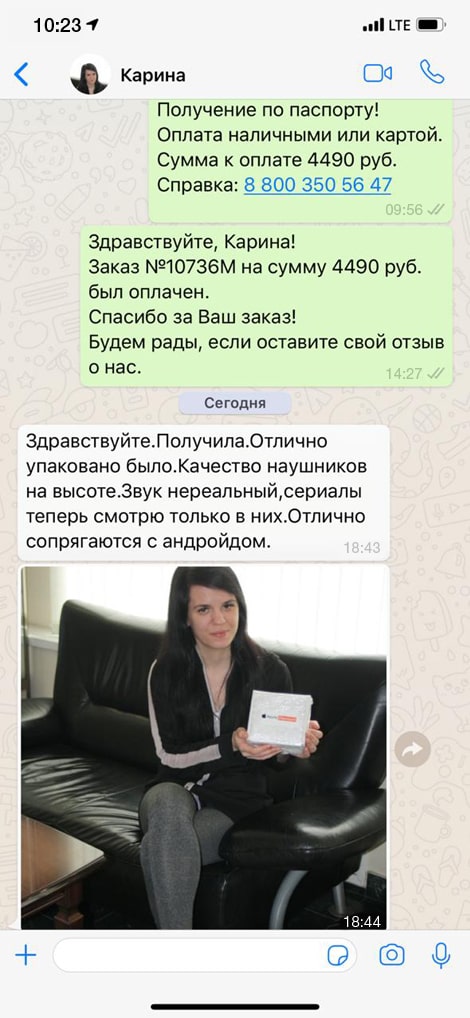 10:23
LTE
Карина
Получение по паспорту!
Оплата наличными или картой.
Сумма к оплате 4490 руб.
Справка: 8 800 350 56 47
09:56
Здравствуйте, Карина!
Заказ №10736М на сумму 4490 руб.
был оплачен.
Спасибо за Ваш заказ!
Будем рады, если оставите свой отзыв
о нас.
14:27
Сегодня
Здравствуйте.Получила.Отлично
упаковано было.Качество наушников
на высоте.Звук нереальный,сериалы
теперь смотрю только в них.Отлично
сопрягаются с андройдом.
18:43
18:44